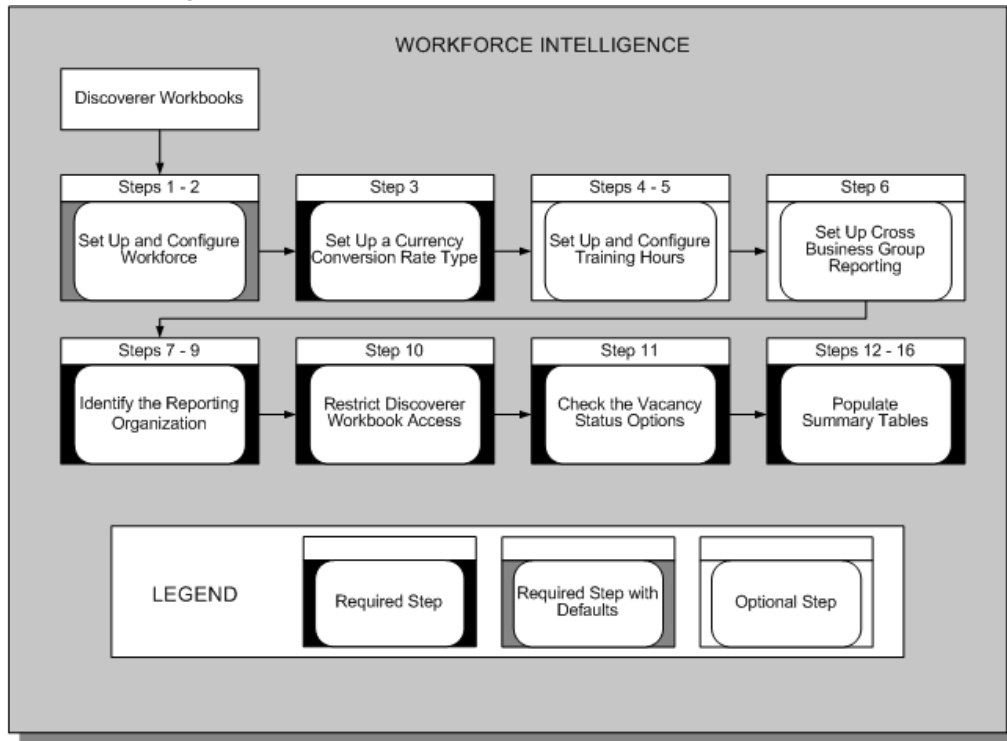 WORKFORCE INTELLIGENCE
Discoverer Workbooks
Steps 1 - 2
Set Up and Configure
Workforce
Step 3
Set Up a Currency
Conversion Rate Type
Steps 4 - 5
Set Up and Configure
Training Hours
Step 6
Set Up Cross
Business Group
Reporting
Steps 7 - 9
Identify the Reporting
Organization
Step 10
Restrict Discoverer
Workbook Access
Step 11
Check the Vacancy
Status Options
Steps 12 - 16
Populate
Summary Tables
LEGEND
Required Step
Required Step with
Defaults
Optional Step